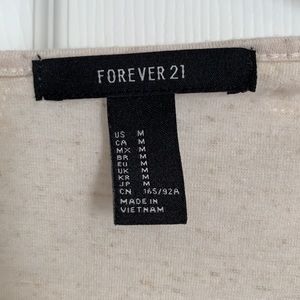 FOREVER 21
US M
CA M
MX M
BR M
EU M
UK M
KR M
JP M
CN 165/92A
MADE IN
VIETNAM